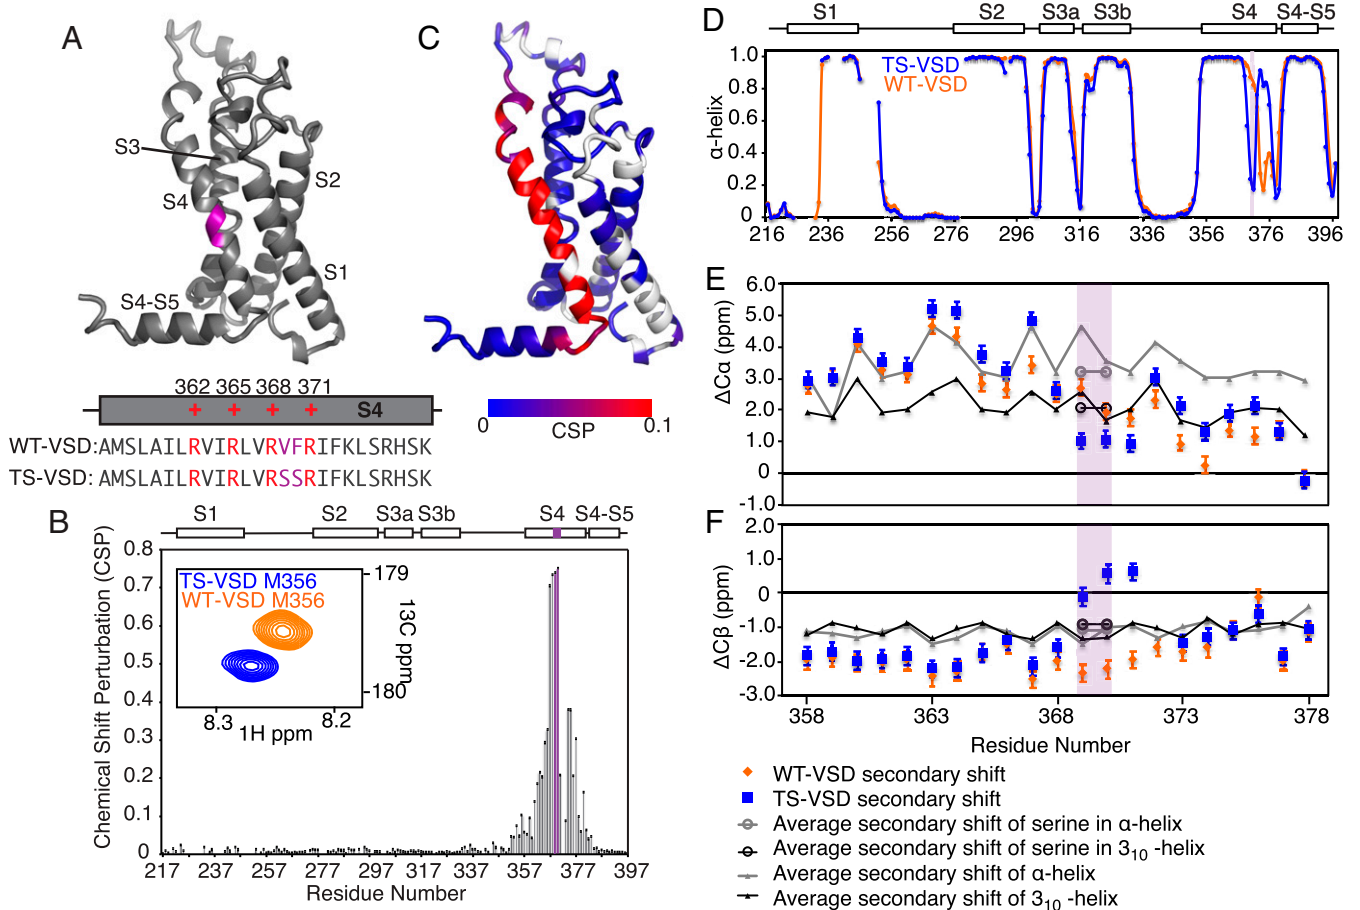 A
S3
S4
S2
S1
S4-S5
362 365 368 371
+ + + + S4
WT-VSD:AMSLAILRVIRLVRVFRIFKLSRHSK
TS-VSD:AMSLAILRVIRLVRSSRIFKLSRHSK
C
0 CSP 0.1
B
S1 S2 S3a S3b S4 S4-S5
Chemical Shift Perturbation (CSP)
0.8
0.7
0.6
0.5
0.4
0.3
0.2
0.1
0
217 237 257 277 297 317 337 357 377 397
Residue Number
TS-VSD M356
WT-VSD M356
179
13C ppm
180
8.3 8.2
1H ppm
D
S1 S2 S3a S3b S4 S4-S5
α-helix
1.0
0.8
0.6
0.4
0.2
0
TS-VSD
WT-VSD
216 236 256 276 296 316 336 356 376 396
E
ΔCα (ppm)
6.0
5.0
4.0
3.0
2.0
1.0
0
-1.0
F
ΔCβ (ppm)
2.0
1.0
0
-1.0
-2.0
-3.0
358 363 368 373 378
Residue Number
WT-VSD secondary shift
TS-VSD secondary shift
Average secondary shift of serine in α-helix
Average secondary shift of serine in 3₁₀ -helix
Average secondary shift of α-helix
Average secondary shift of 3₁₀ -helix